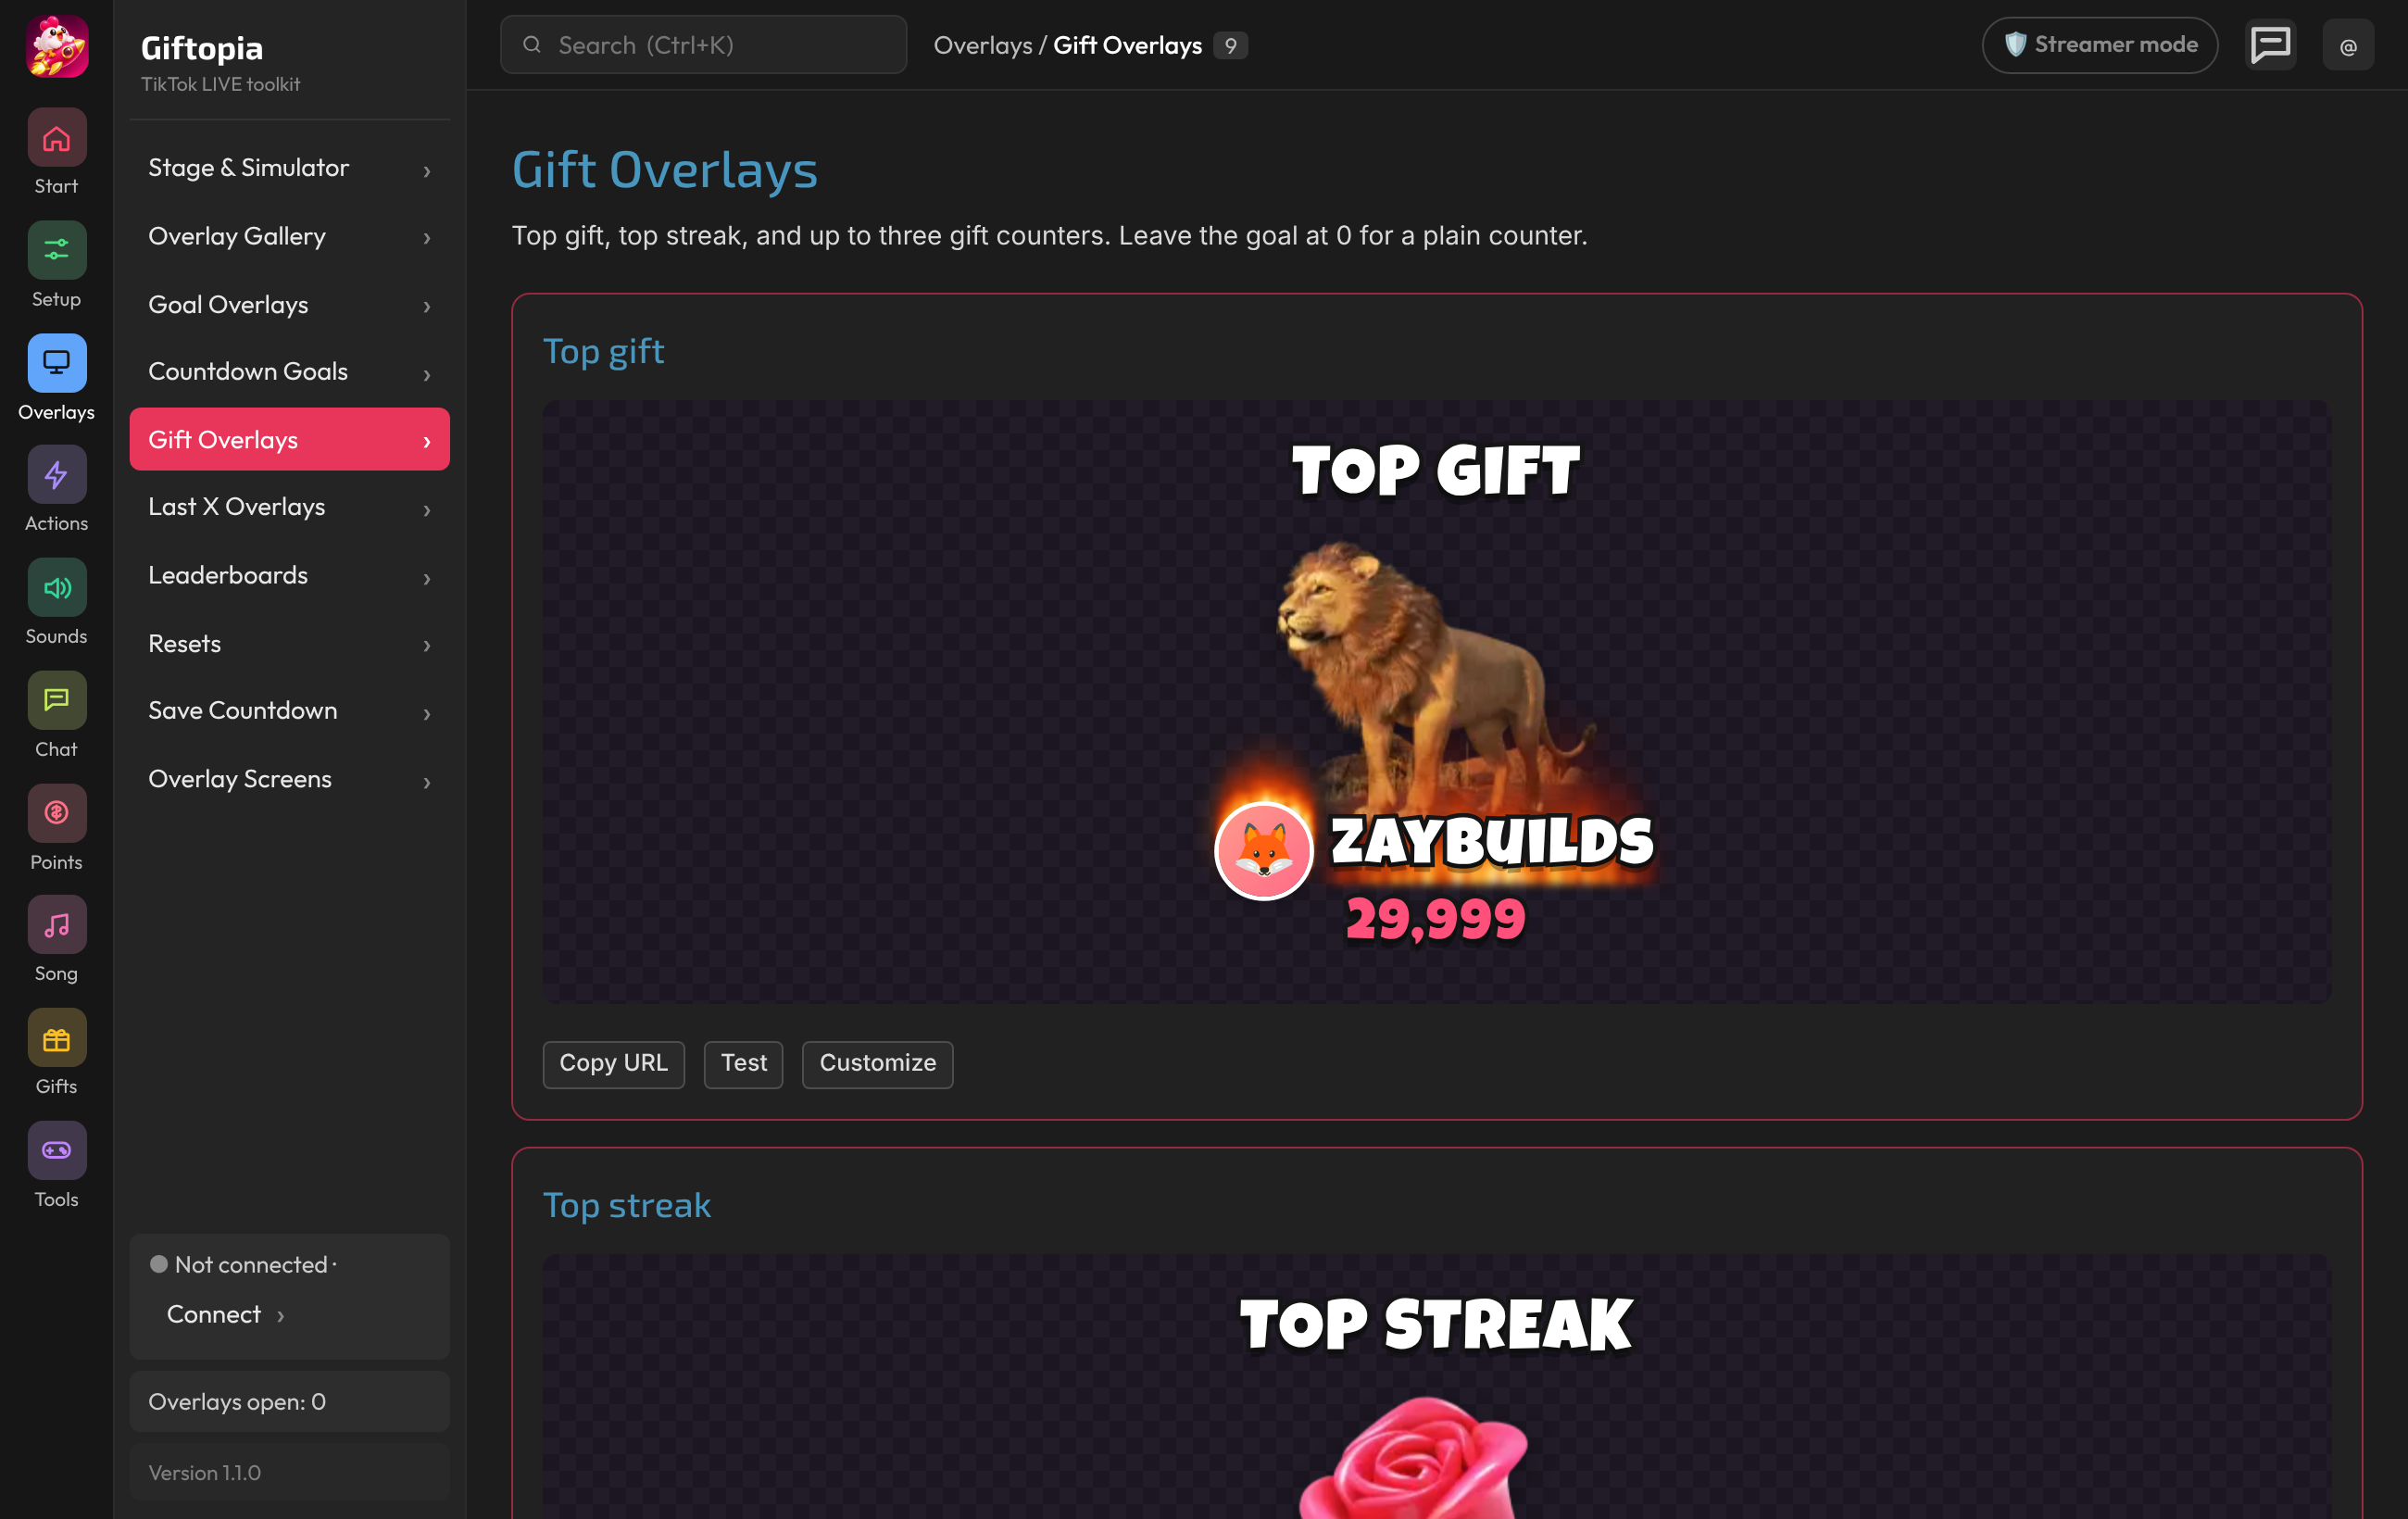 Giftopia
TikTok LIVE toolkit
Start
Setup
Overlays
Actions
Sounds
Chat
Points
Song
Gifts
Tools
Stage & Simulator
Overlay Gallery
Goal Overlays
Countdown Goals
Gift Overlays
Last X Overlays
Leaderboards
Resets
Save Countdown
Overlay Screens
Not connected ·
Connect
Overlays open: 0
Version 1.1.0
Search (Ctrl+K)
Overlays / Gift Overlays 9
Streamer mode
@
Gift Overlays
Top gift, top streak, and up to three gift counters. Leave the goal at 0 for a plain counter.
Top gift
TOP GIFT
ZAYBUILDS
29,999
Copy URL
Test
Customize
Top streak
TOP STREAK